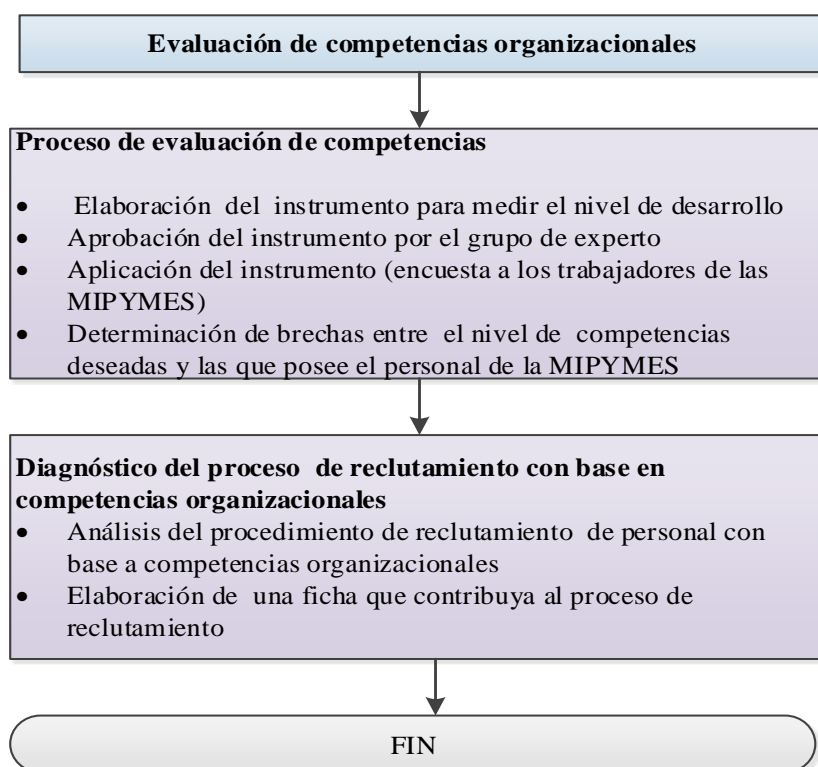 Evaluación de competencias organizacionales
Proceso de evaluación de competencias
• Elaboración del instrumento para medir el nivel de desarrollo
• Aprobación del instrumento por el grupo de experto
• Aplicación del instrumento (encuesta a los trabajadores de las
MIPYMES)
• Determinación de brechas entre el nivel de competencias
deseadas y las que posee el personal de la MIPYMES
Diagnóstico del proceso de reclutamiento con base en
competencias organizacionales
• Análisis del procedimiento de reclutamiento de personal con
base a competencias organizacionales
• Elaboración de una ficha que contribuya al proceso de
reclutamiento
FIN